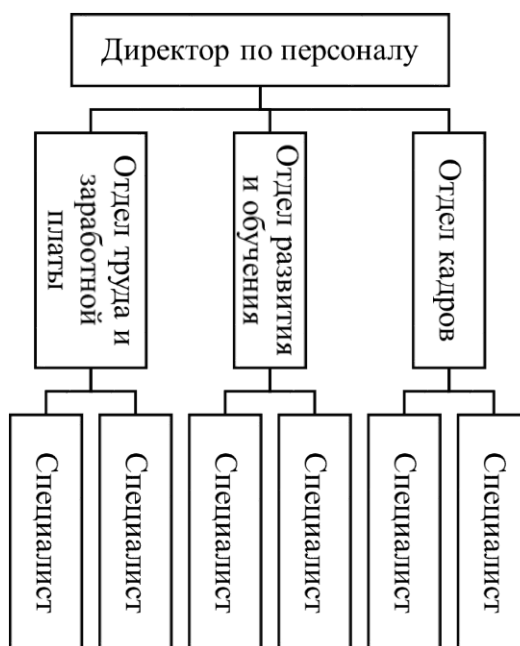 Директор по персоналу
Отдел труда и
заработной
платы
Отдел развития
и обучения
Отдел кадров
Специалист
Специалист
Специалист
Специалист
Специалист
Специалист